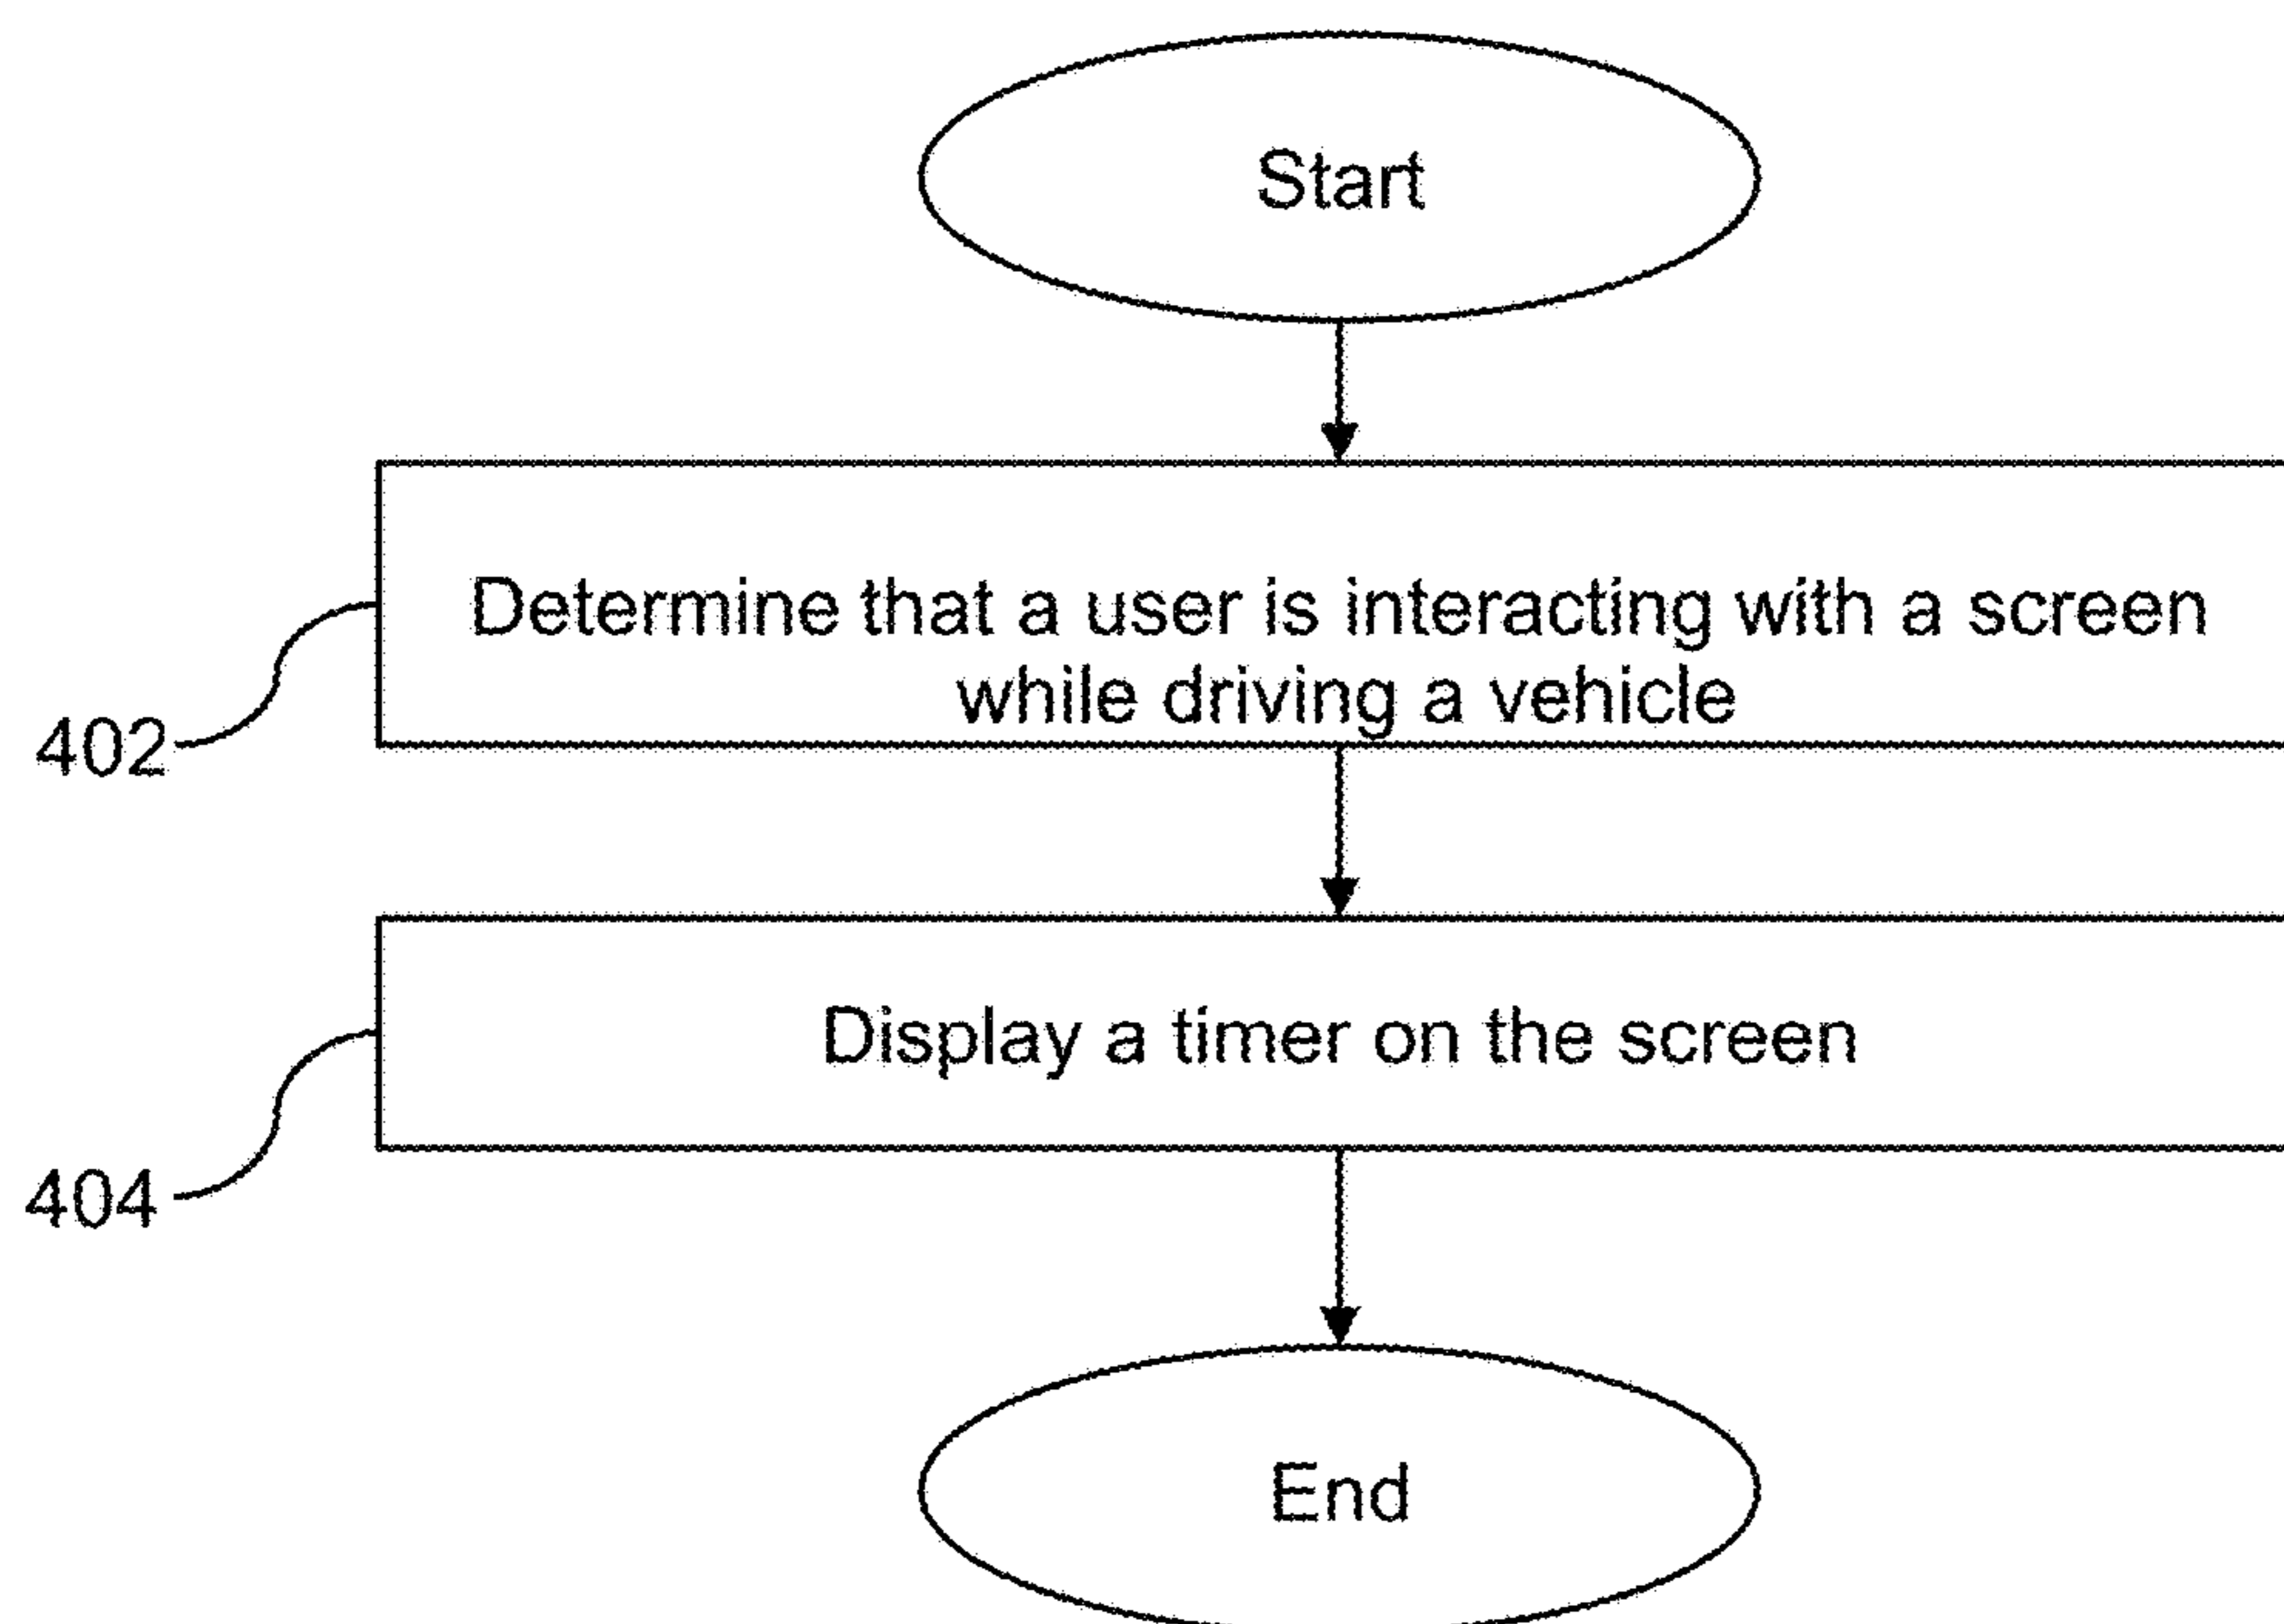 Start
Determine that a user is interacting with a screen
while driving a vehicle
402
Display a timer on the screen
404
End